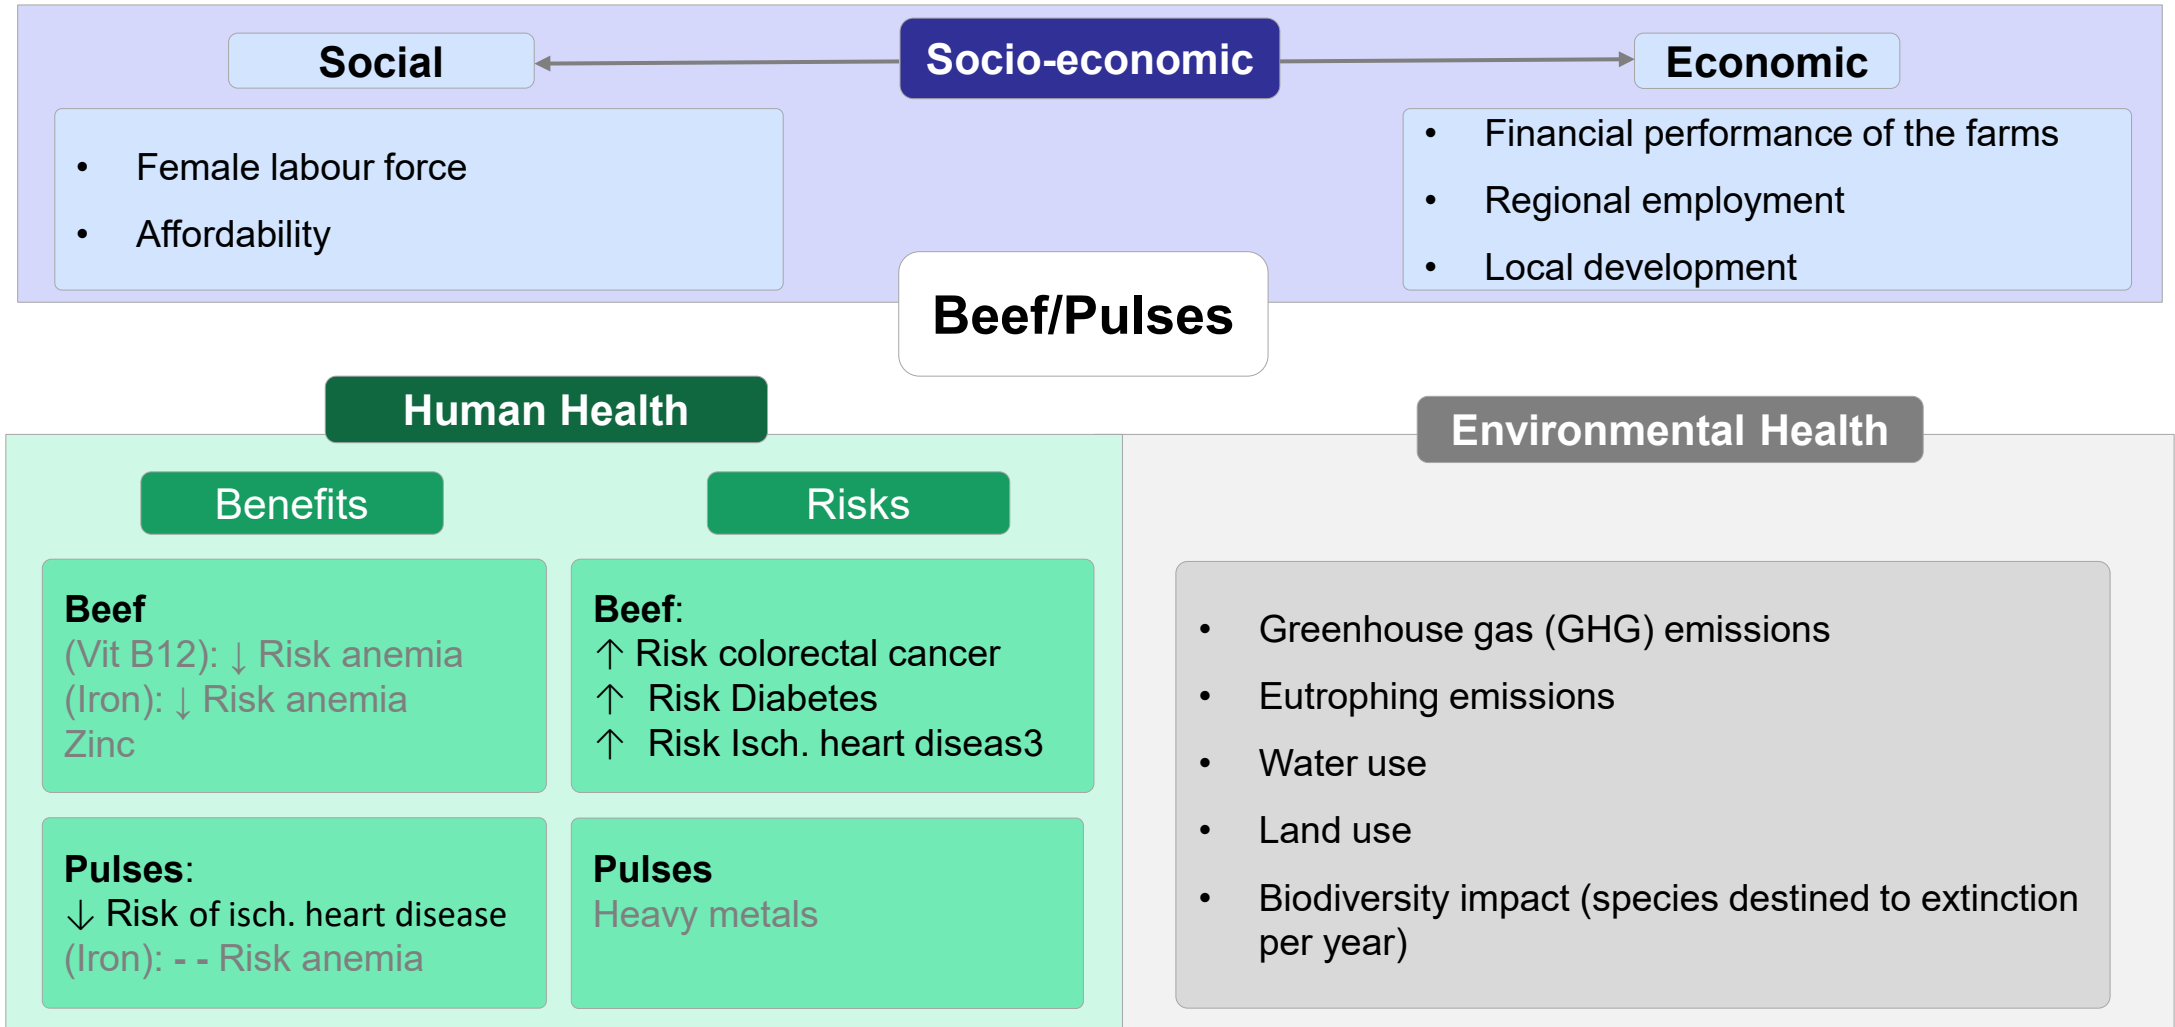 Socio-economic
Social
Economic
• Female labour force
• Affordability
• Financial performance of the farms
• Regional employment
• Local development
Beef/Pulses
Human Health
Benefits
Risks
Beef
(Vit B12): ↓ Risk anemia
(Iron): ↓ Risk anemia
Zinc
Beef:
↑ Risk colorectal cancer
↑ Risk Diabetes
↑ Risk Isch. heart diseas3
Pulses:
↓ Risk of isch. heart disease
(Iron): - - Risk anemia
Pulses
Heavy metals
Environmental Health
• Greenhouse gas (GHG) emissions
• Eutrophing emissions
• Water use
• Land use
• Biodiversity impact (species destined to extinction
per year)